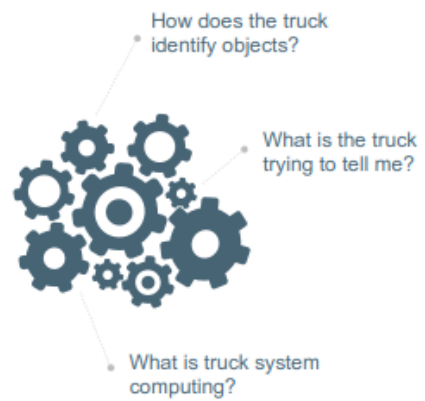 How does the truck
identify objects?
What is the truck
trying to tell me?
What is truck system
computing?